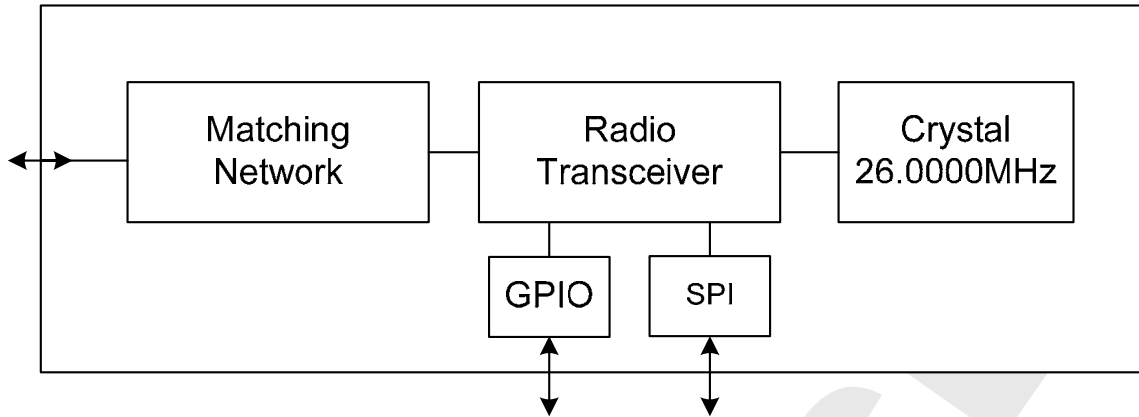 Matching
Network
Radio
Transceiver
Crystal
26.0000MHz
GPIO
SPI